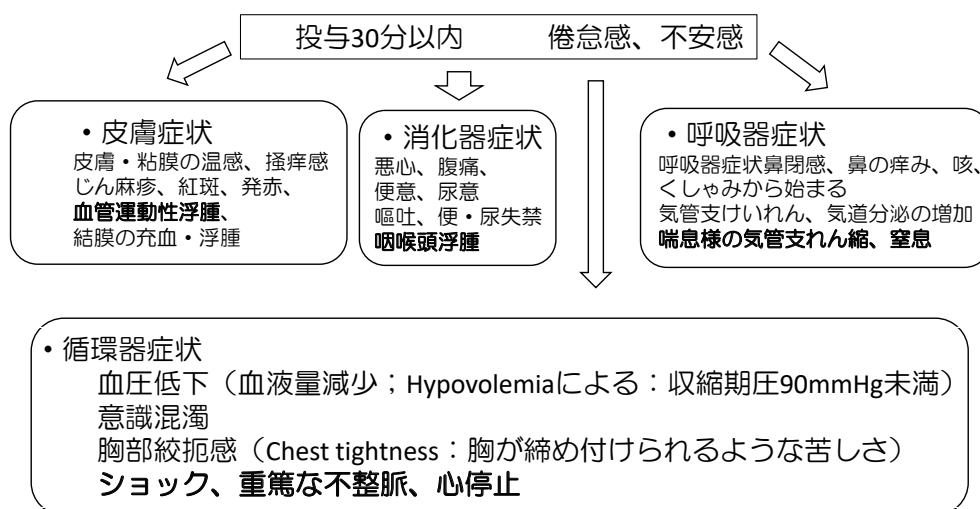 投与30分以内　　倦怠感、不安感
・皮膚症状
皮膚・粘膜の温感、掻痒感
じん麻疹、紅斑、発赤、
血管運動性浮腫、
結膜の充血・浮腫
・消化器症状
悪心、腹痛、
便意、尿意
嘔吐、便・尿失禁
咽喉頭浮腫
・呼吸器症状
呼吸器症状鼻閉感、鼻の痒み、咳、
くしゃみから始まる
気管支けいれん、気道分泌の増加
喘息様の気管支れん縮、窒息
・循環器症状
血圧低下（血液量減少；Hypovolemiaによる：収縮期圧90mmHg未満）
意識混濁
胸部絞扼感（Chest tightness：胸が締め付けられるような苦しさ）
ショック、重篤な不整脈、心停止